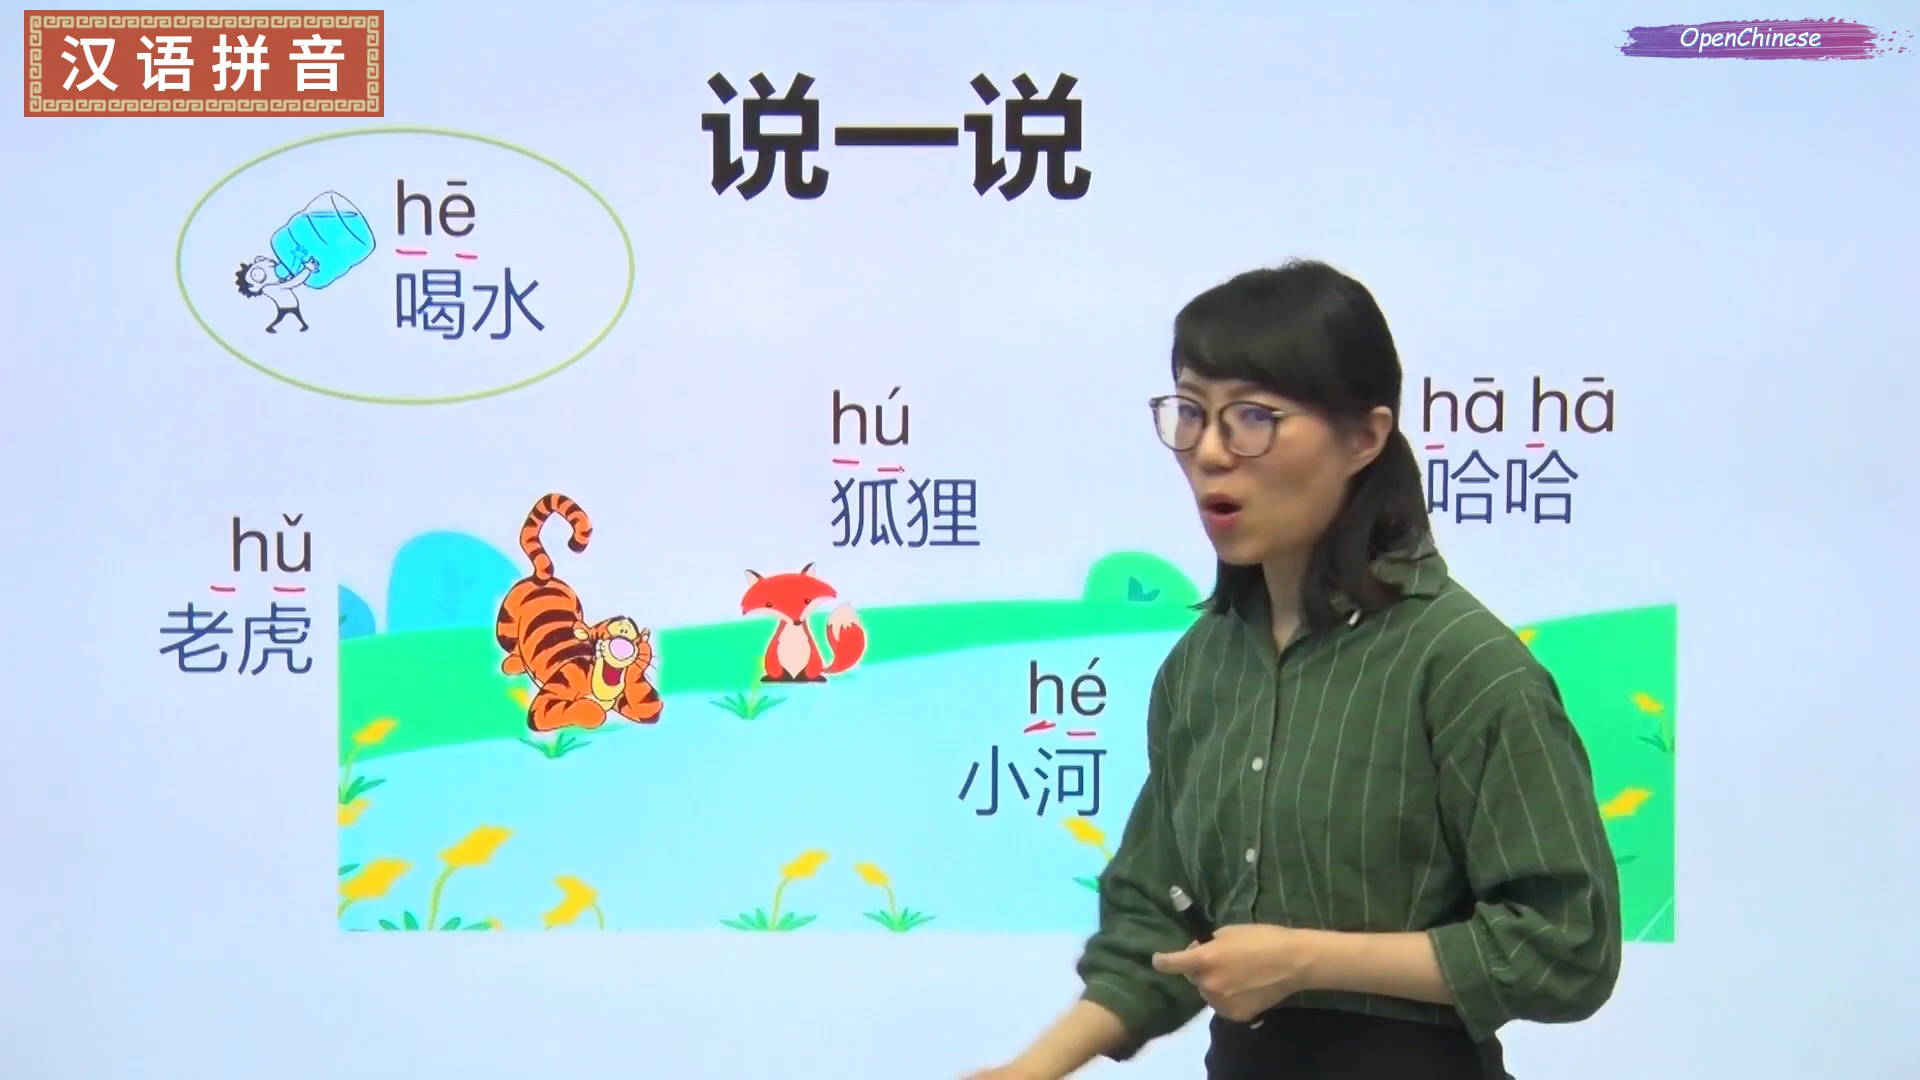 汉语拼音
OpenChinese
说一说
hē
喝水
hú
狐狸
hā hā
哈哈
hǔ
老虎
hé
小河